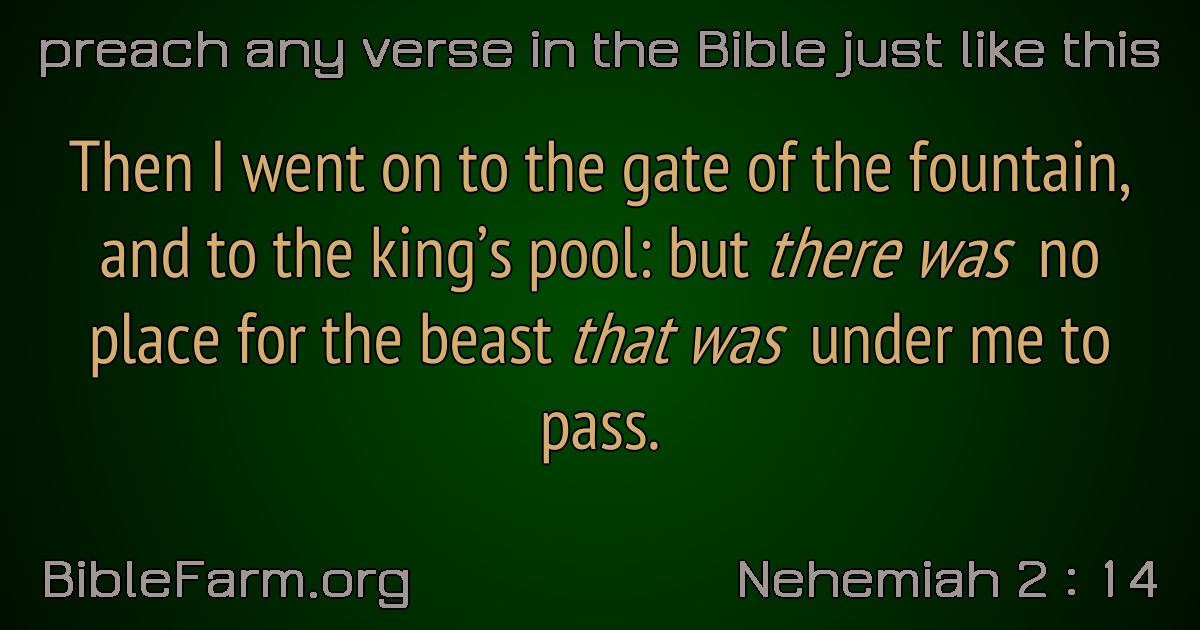 preach any verse in the Bible just like this
Then I went on to the gate of the fountain,
and to the king’s pool: but there was no
place for the beast that was under me to
pass.
BibleFarm.org
Nehemiah 2 : 14